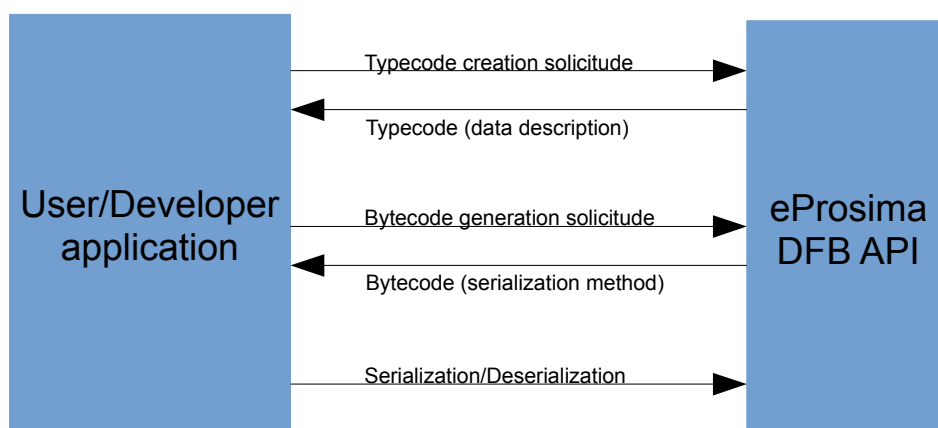 Typecode creation solicitude
Typecode (data description)
User/Developer
application
Bytecode generation solicitude
Bytecode (serialization method)
eProsima
DFB API
Serialization/Deserialization